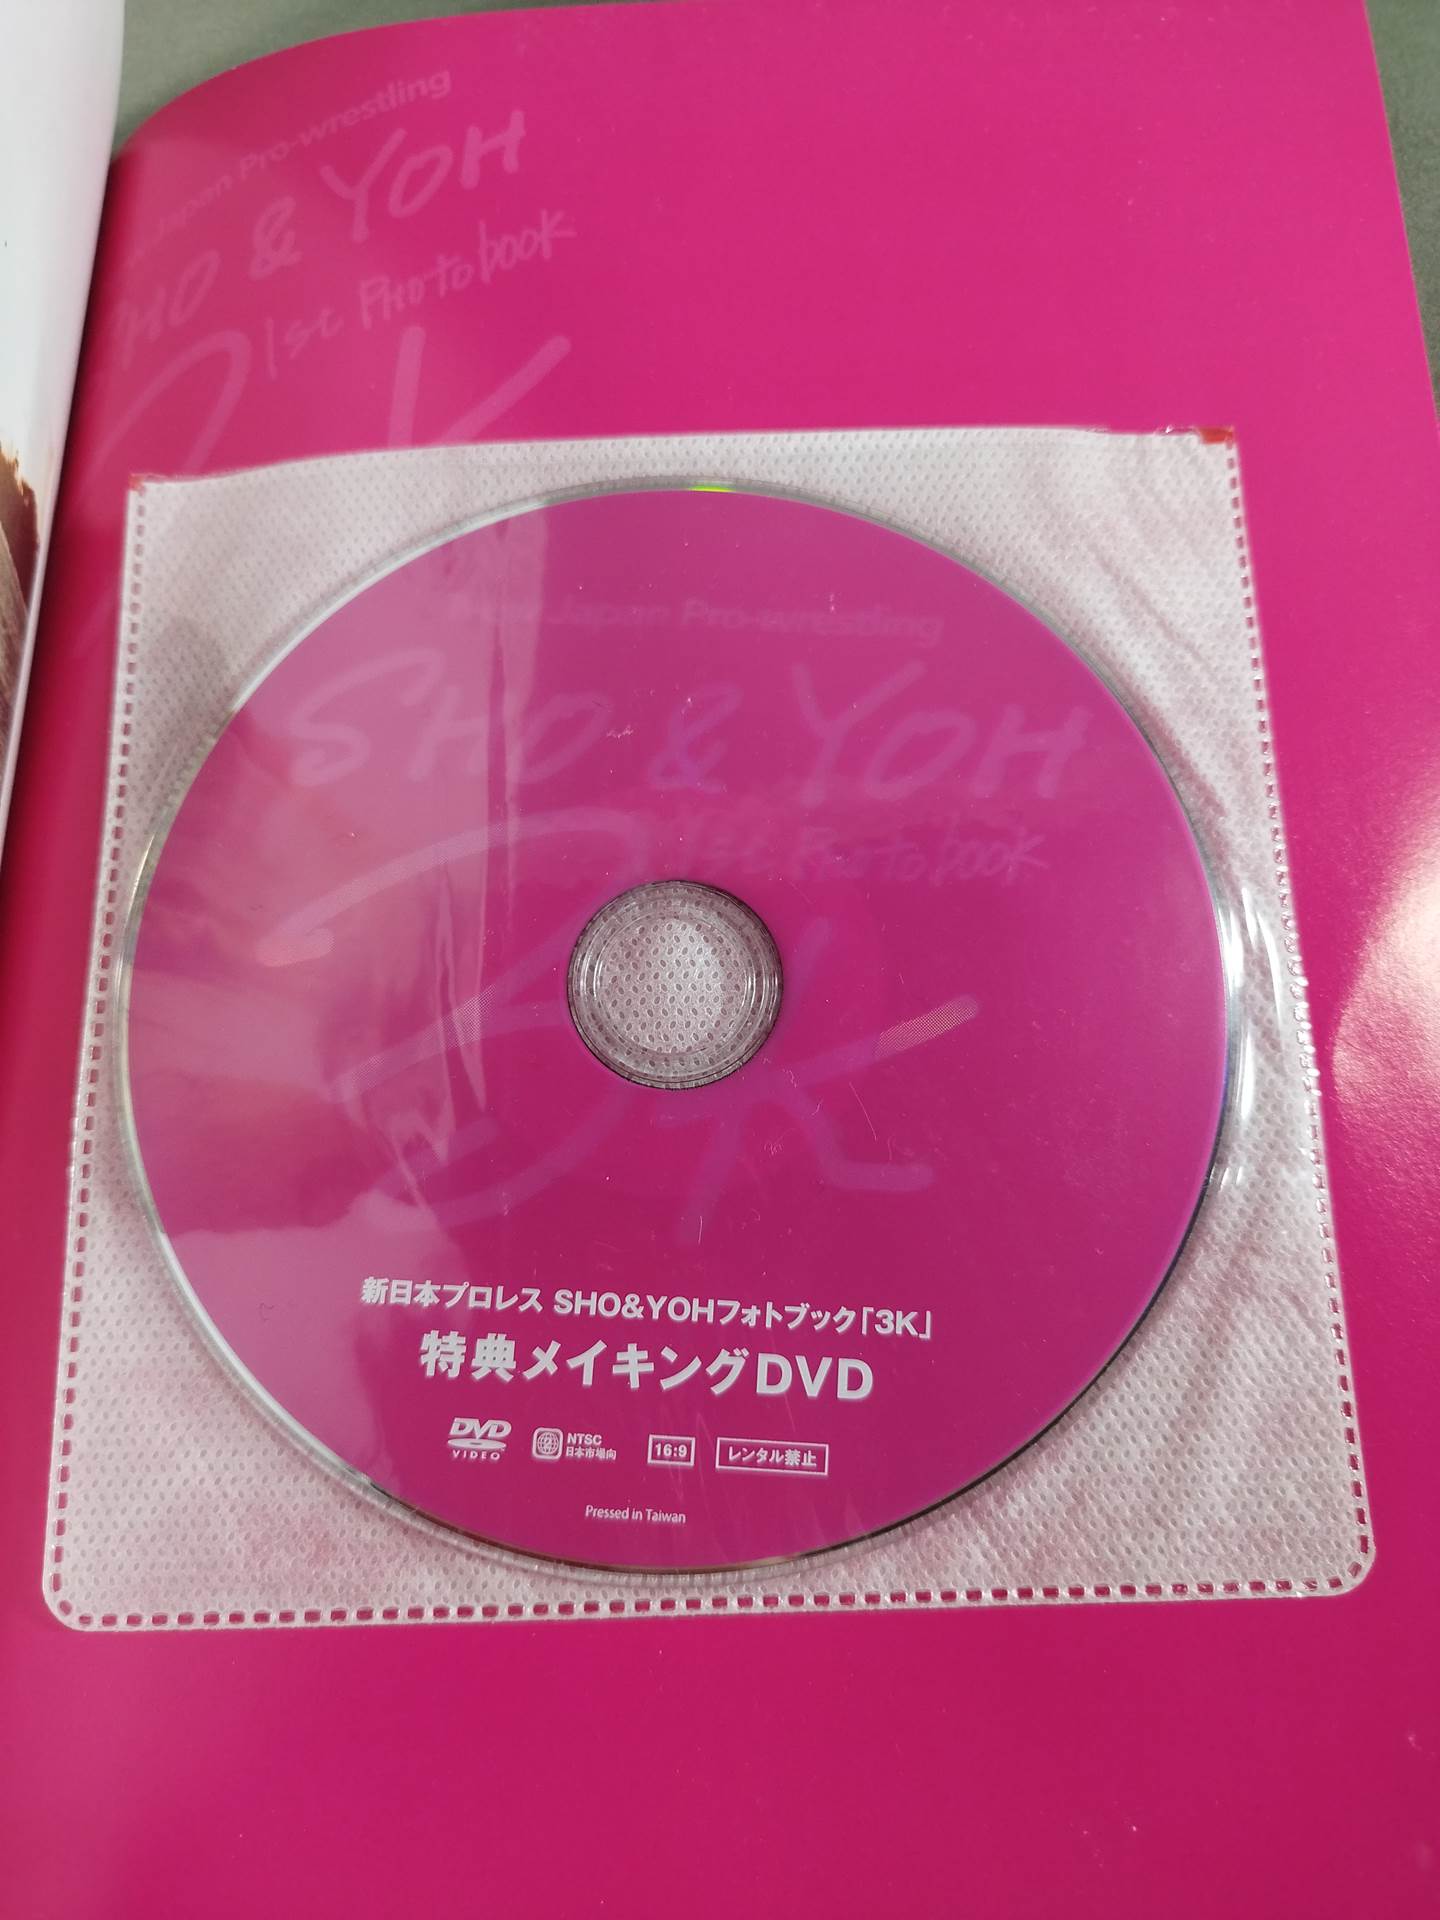 Japan Pro-wrestling
HO & YOH
1st Photobook
3K
Japan Pro-wrestling
SHO & YOH
1st Photobook
3K
新日本プロレス SHO&YOHフォトブック「3K」
特典メイキングDVD
DVD
VIDEO
2
NTSC
日本市場向
16:9
レンタル禁止
Pressed in Taiwan